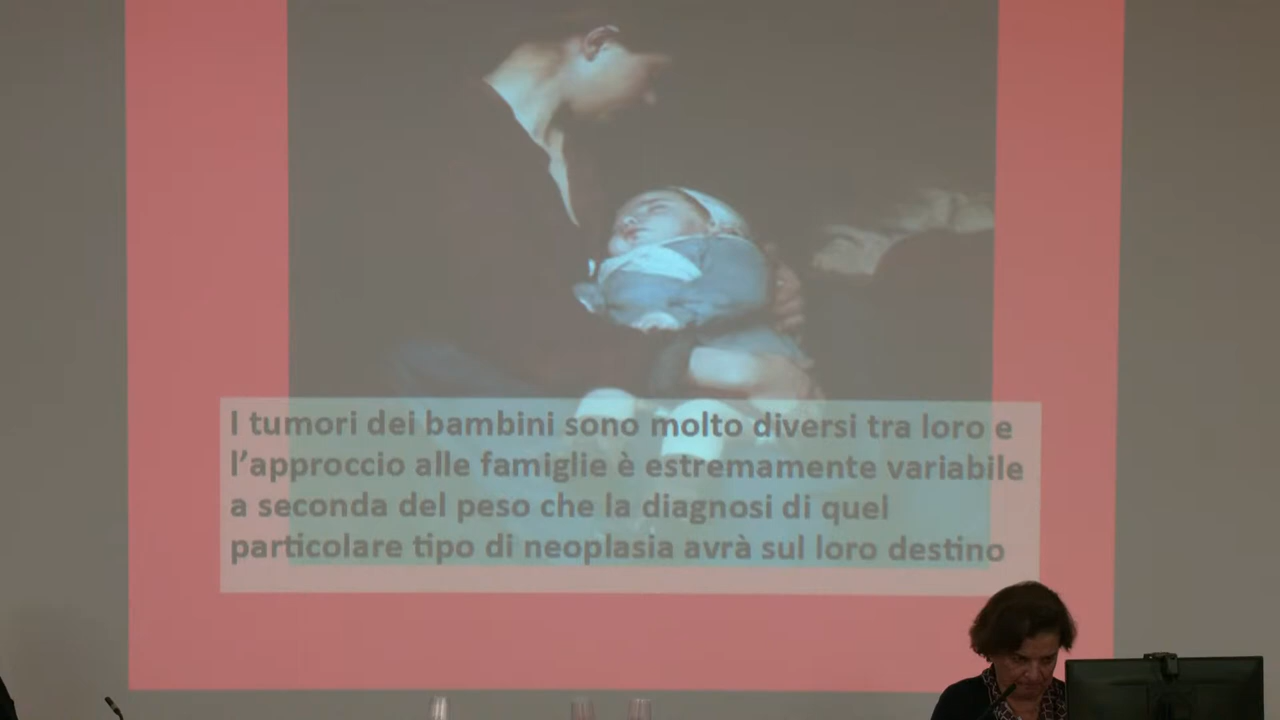 I tumori dei bambini sono molto diversi tra loro e
l’approccio alle famiglie è estremamente variabile
a seconda del peso che la diagnosi di quel
particolare tipo di neoplasia avrà sul loro destino